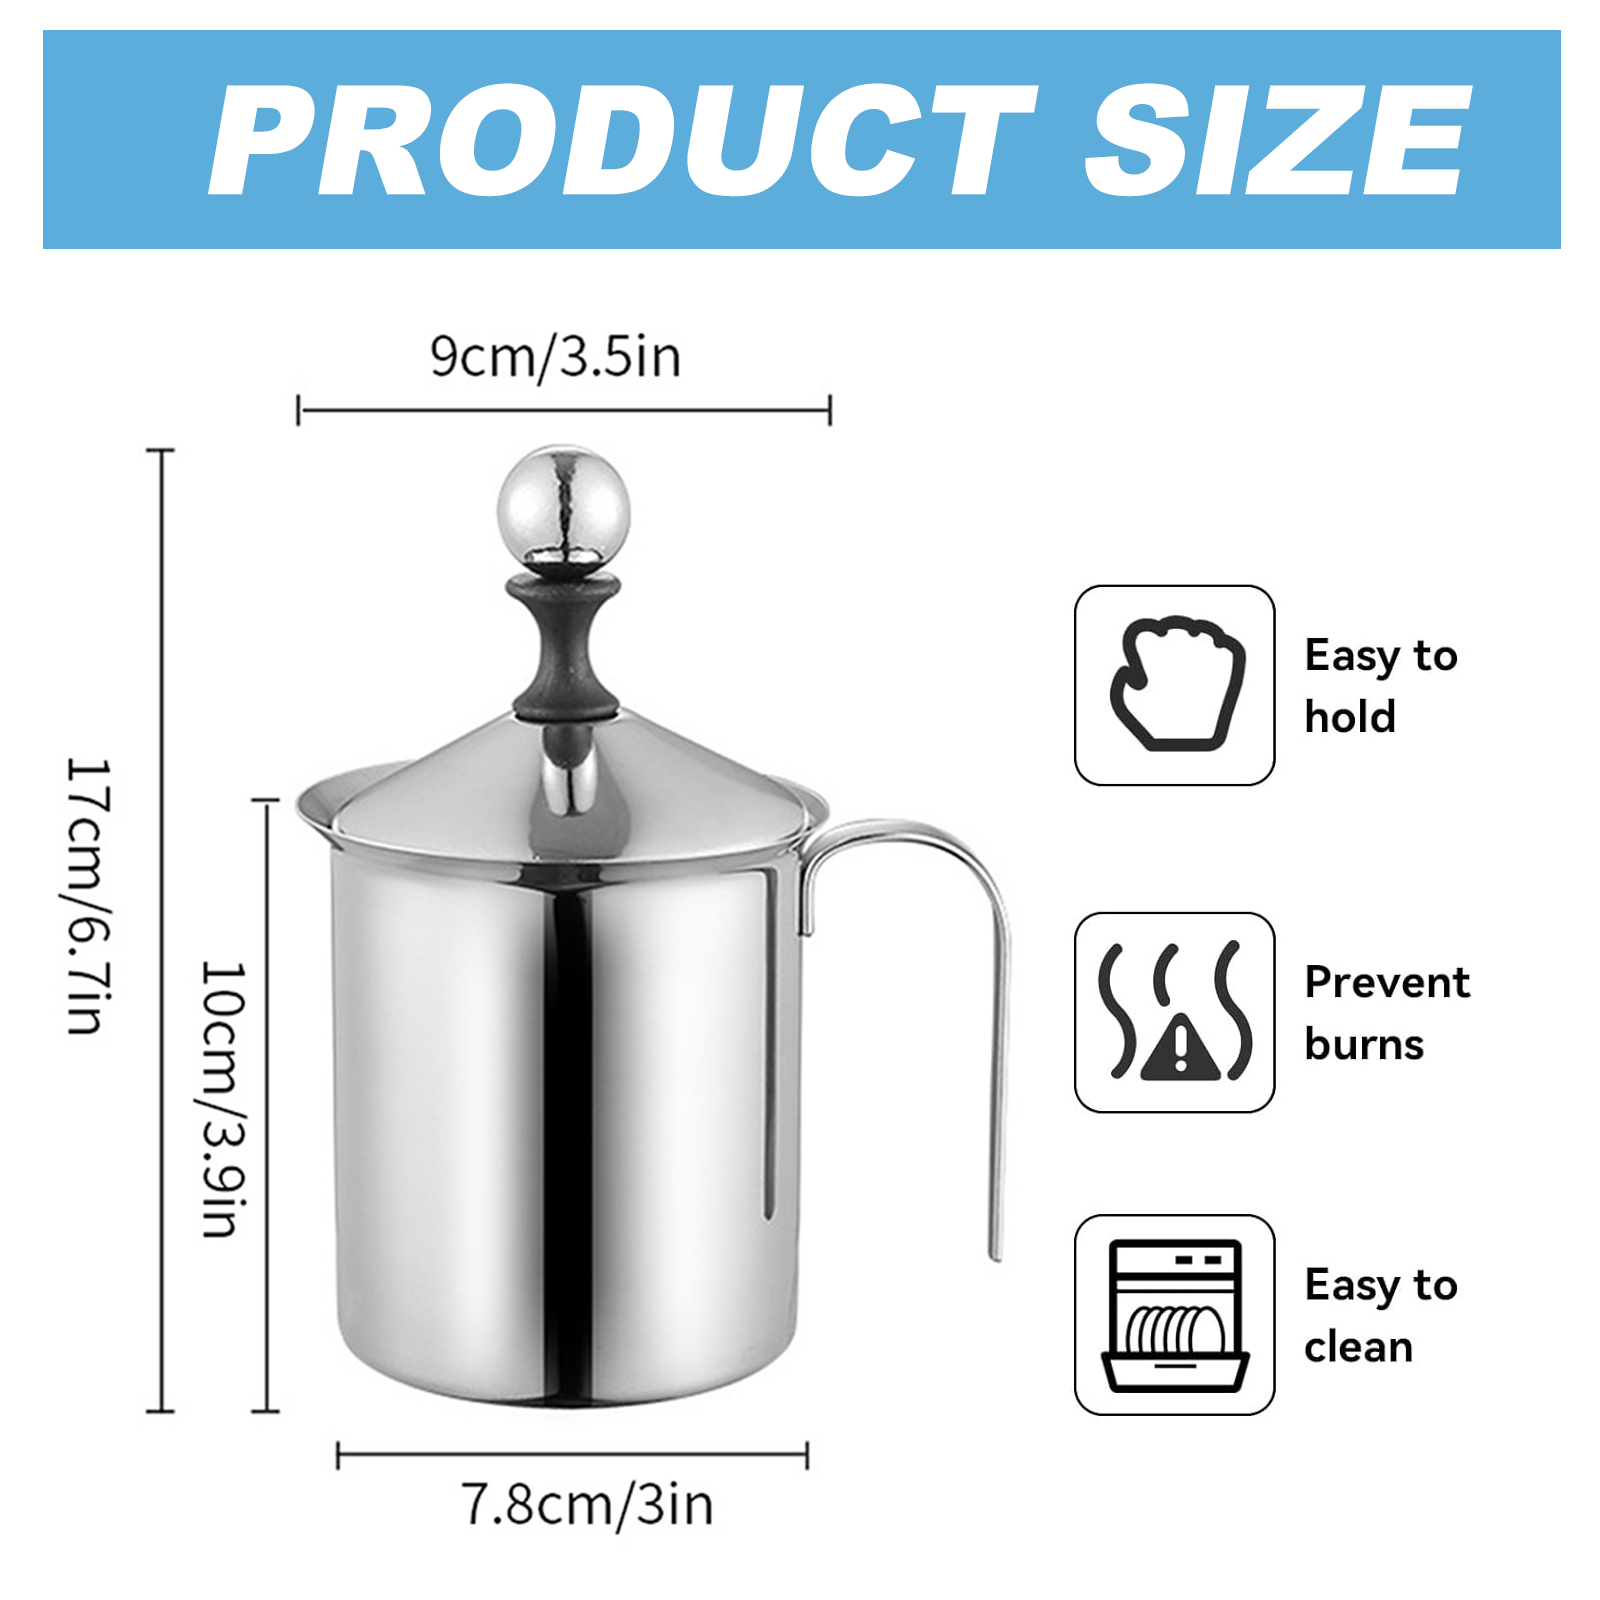 PRODUCT SIZE
9cm/3.5in
17cm/6.7in
10cm/3.9in
7.8cm/3in
Easy to
hold
Prevent
burns
Easy to
clean